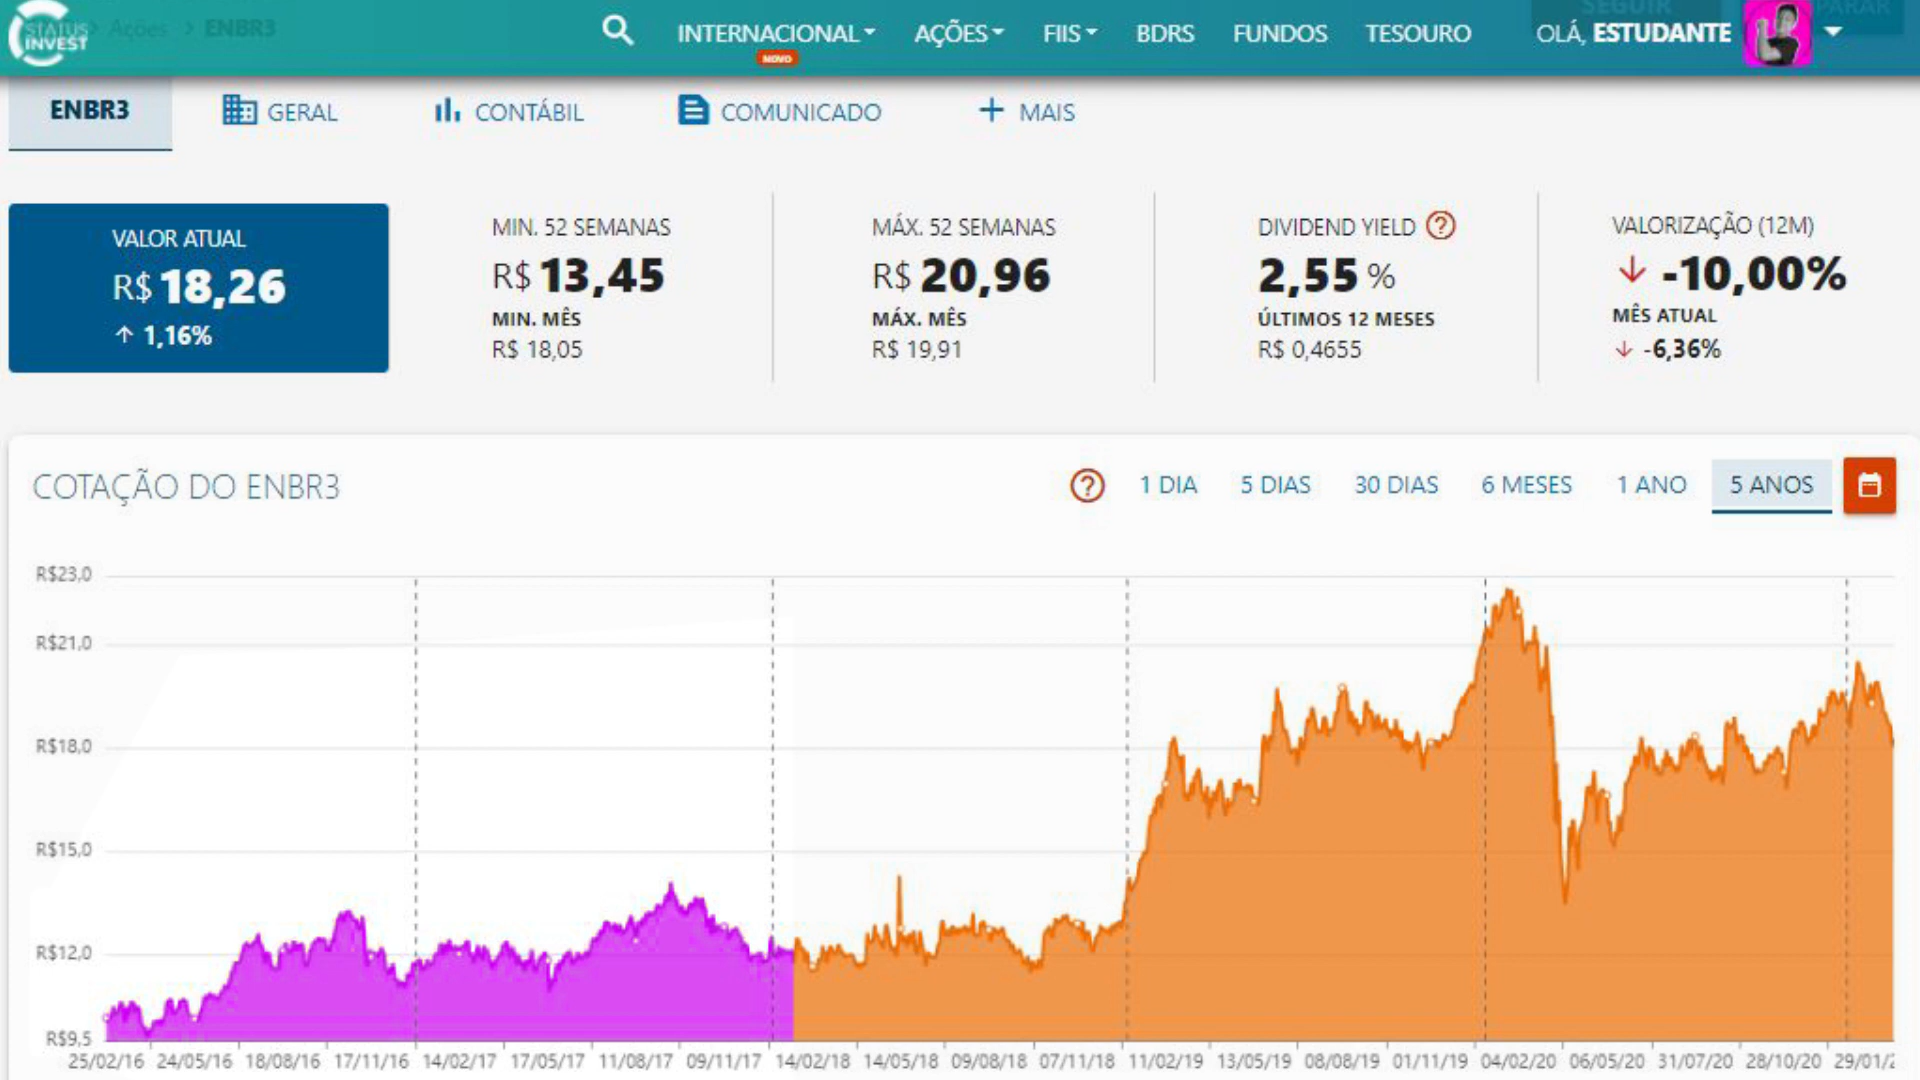 STATUS INVEST
Ações > ENBR3
INTERNACIONAL
NOVO
AÇÕES
FIIS
BDRS
FUNDOS
TESOURO
SEGUIR
OLÁ, ESTUDANTE
ENBR3
GERAL
CONTÁBIL
COMUNICADO
+ MAIS
VALOR ATUAL
R$ 18,26
↑ 1,16%
MIN. 52 SEMANAS
R$ 13,45
MIN. MÊS
R$ 18,05
MÁX. 52 SEMANAS
R$ 20,96
MÁX. MÊS
R$ 19,91
DIVIDEND YIELD ?
2,55 %
ÚLTIMOS 12 MESES
R$ 0,4655
VALORIZAÇÃO (12M)
↓ -10,00%
MÊS ATUAL
↓ -6,36%
COTAÇÃO DO ENBR3
? 1 DIA 5 DIAS 30 DIAS 6 MESES 1 ANO 5 ANOS
R$23,0
R$21,0
R$18,0
R$15,0
R$12,0
R$9,5
25/02/16 24/05/16 18/08/16 17/11/16 14/02/17 17/05/17 11/08/17 09/11/17 14/02/18 14/05/18 09/08/18 07/11/18 11/02/19 13/05/19 08/08/19 01/11/19 04/02/20 06/05/20 31/07/20 28/10/20 29/01/2